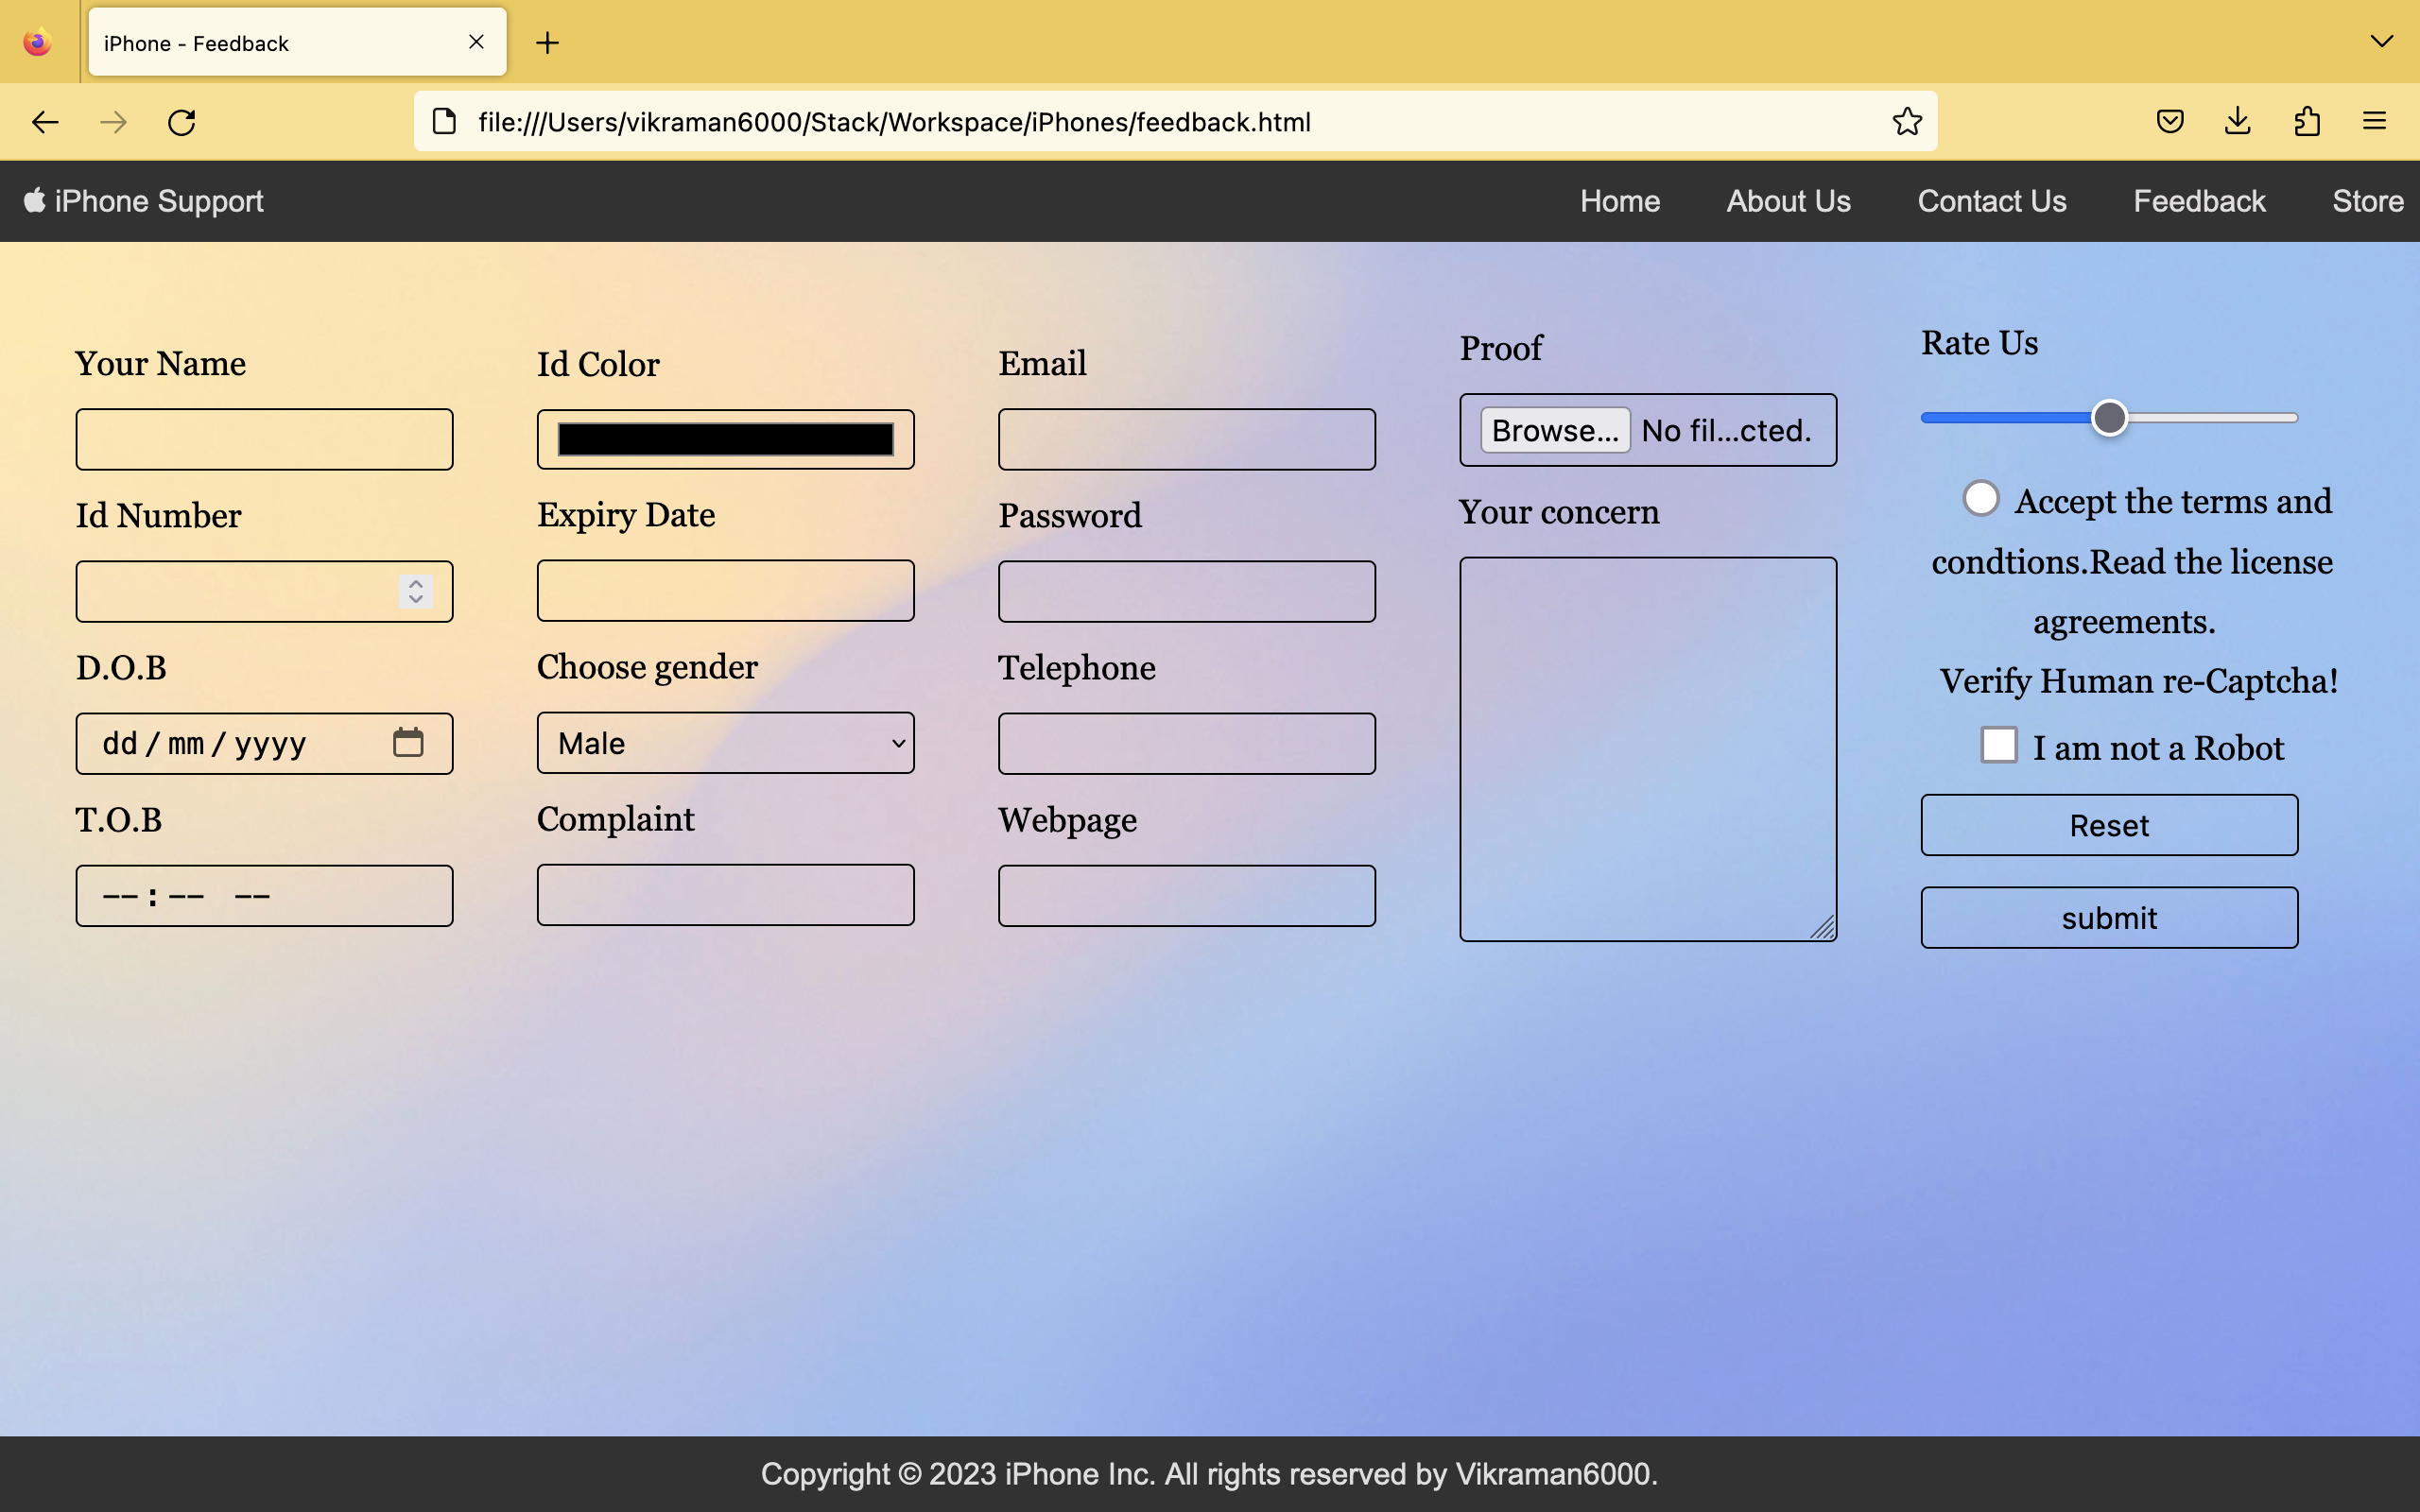 iPhone - Feedback
file:///Users/vikraman6000/Stack/Workspace/iPhones/feedback.html
iPhone Support
Home
About Us
Contact Us
Feedback
Store
Your Name
Id Number
D.O.B
dd/mm/yyyy
T.O.B
--:-- --
Id Color
Expiry Date
Choose gender
Male
Complaint
Email
Password
Telephone
Webpage
Proof
Browse... No fil...cted.
Your concern
Rate Us
Accept the terms and
condtions.Read the license
agreements.
Verify Human re-Captcha!
I am not a Robot
Reset
submit
Copyright © 2023 iPhone Inc. All rights reserved by Vikraman6000.